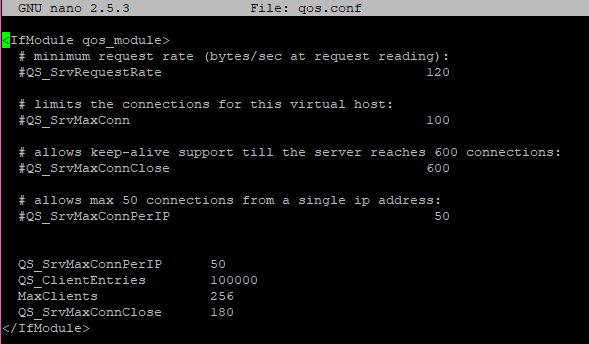 GNU nano 2.5.3 File: qos.conf
<IfModule qos_module>
# minimum request rate (bytes/sec at request reading):
#QS_SrvRequestRate 120
# limits the connections for this virtual host:
#QS_SrvMaxConn 100
# allows keep-alive support till the server reaches 600 connections:
#QS_SrvMaxConnClose 600
# allows max 50 connections from a single ip address:
#QS_SrvMaxConnPerIP 50
QS_SrvMaxConnPerIP 50
QS_ClientEntries 100000
MaxClients 256
QS_SrvMaxConnClose 180
</IfModule>